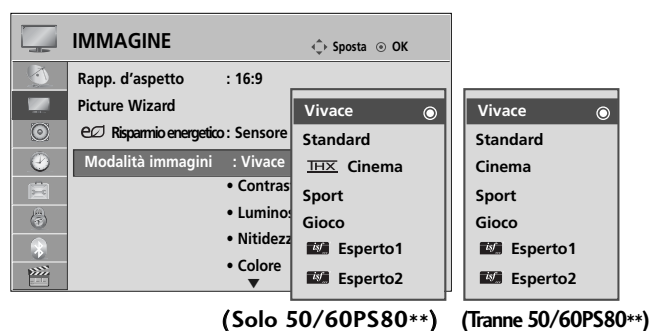 IMMAGINE
Sposta OK
Rapp. d'aspetto : 16:9
Picture Wizard
e Risparmio energetico : Sensore
Modalità immagini : Vivace
• Contras
• Luminos
• Nitidezz
• Colore
Vivace
Standard
THX Cinema
Sport
Gioco
isf Esperto1
isf Esperto2
(Solo 50/60PS80**)
Vivace
Standard
Cinema
Sport
Gioco
isf Esperto1
isf Esperto2
(Tranne 50/60PS80**)